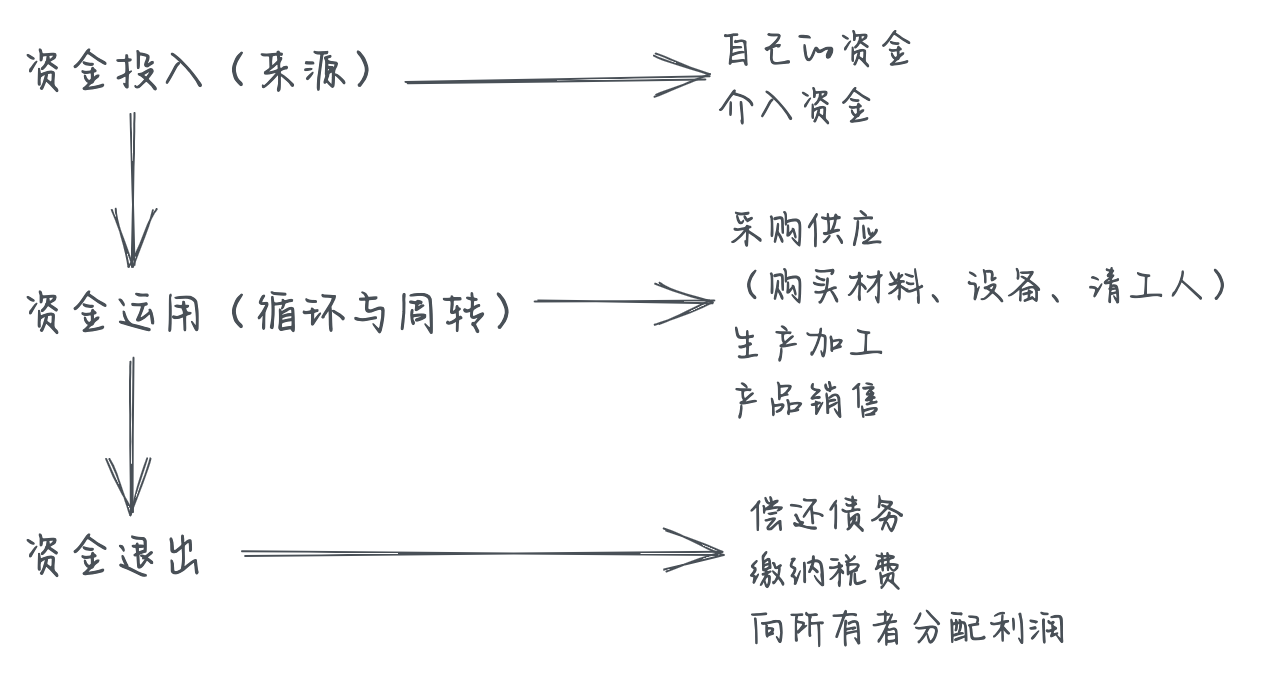 资金投入（来源）
自己的资金
介入资金
资金运用（循环与周转）
采购供应
（购买材料、设备、清工人）
生产加工
产品销售
资金退出
偿还债务
缴纳税费
向所有者分配利润